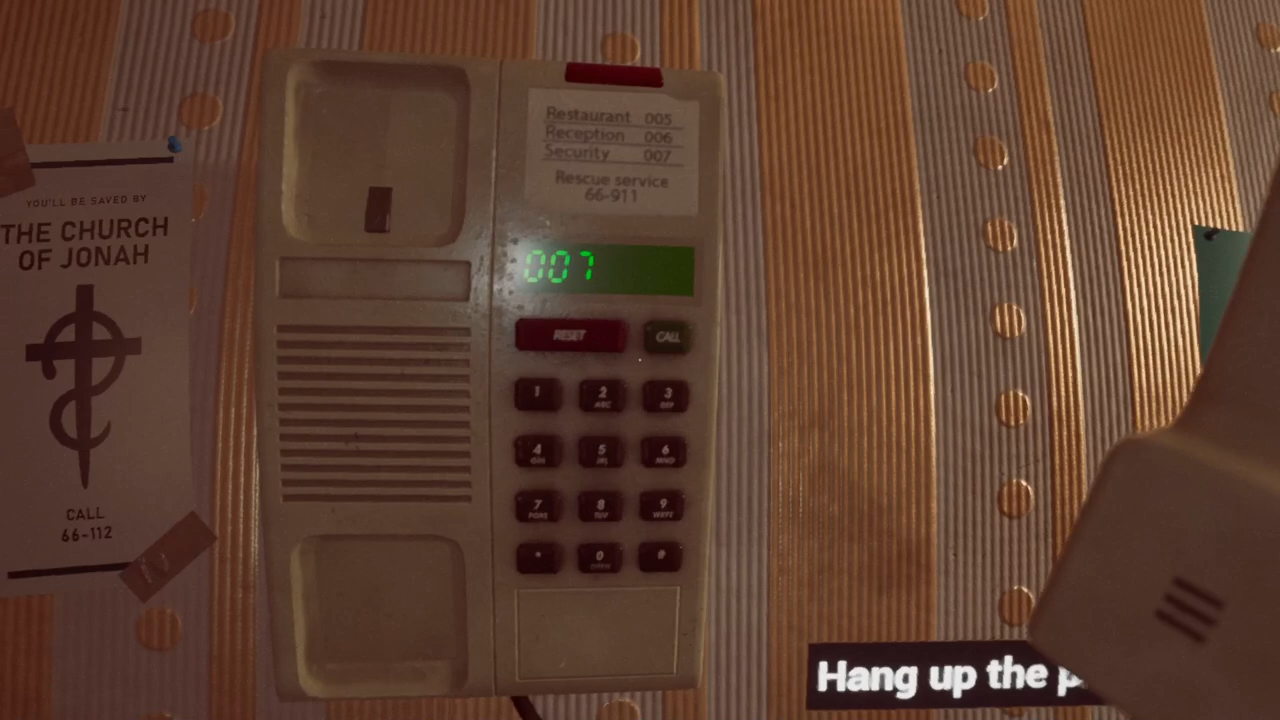 YOU'LL BE SAVED BY
THE CHURCH
OF JONAH
CALL
66-112
Restaurant 005
Reception 006
Security 007
Rescue service
66-911
007
RESET CALL
1 2 ABC 3 DEF
4 GHI 5 JKL 6 MNO
7 PQRS 8 TUV 9 WXYZ
* 0 OPER #
Hang up the